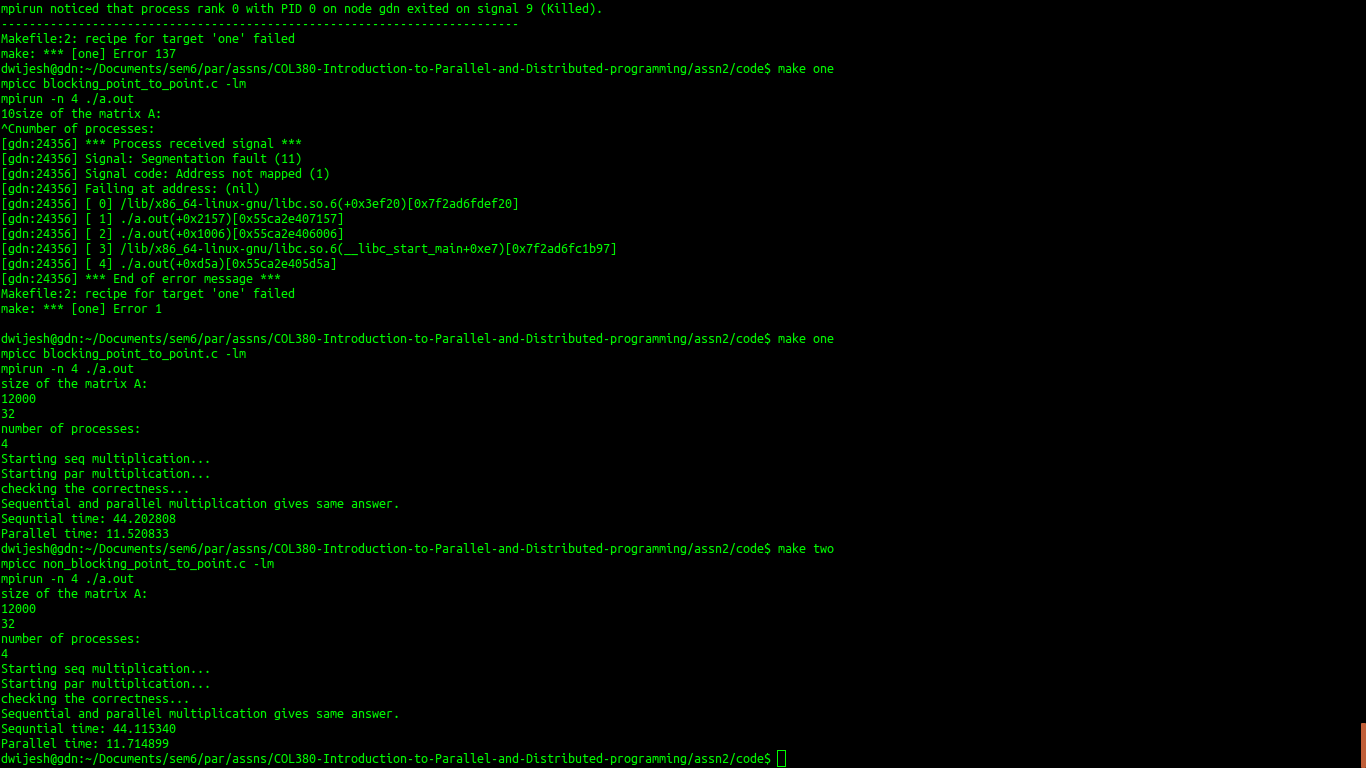 mpirun noticed that process rank 0 with PID 0 on node gdn exited on signal 9 (Killed).
--------------------------------------------------------------------------
Makefile:2: recipe for target 'one' failed
make: *** [one] Error 137
dwijesh@gdn:~/Documents/sem6/par/assns/COL380-Introduction-to-Parallel-and-Distributed-programming/assn2/code$ make one
mpicc blocking_point_to_point.c -lm
mpirun -n 4 ./a.out
10size of the matrix A:
^Cnumber of processes:
[gdn:24356] *** Process received signal ***
[gdn:24356] Signal: Segmentation fault (11)
[gdn:24356] Signal code: Address not mapped (1)
[gdn:24356] Failing at address: (nil)
[gdn:24356] [ 0] /lib/x86_64-linux-gnu/libc.so.6(+0x3ef20)[0x7f2ad6fdef20]
[gdn:24356] [ 1] ./a.out(+0x2157)[0x55ca2e407157]
[gdn:24356] [ 2] ./a.out(+0x1006)[0x55ca2e406006]
[gdn:24356] [ 3] /lib/x86_64-linux-gnu/libc.so.6(__libc_start_main+0xe7)[0x7f2ad6fc1b97]
[gdn:24356] [ 4] ./a.out(+0xd5a)[0x55ca2e405d5a]
[gdn:24356] *** End of error message ***
Makefile:2: recipe for target 'one' failed
make: *** [one] Error 1
dwijesh@gdn:~/Documents/sem6/par/assns/COL380-Introduction-to-Parallel-and-Distributed-programming/assn2/code$ make one
mpicc blocking_point_to_point.c -lm
mpirun -n 4 ./a.out
size of the matrix A:
12000
32
number of processes:
4
Starting seq multiplication...
Starting par multiplication...
checking the correctness...
Sequential and parallel multiplication gives same answer.
Sequntial time: 44.202808
Parallel time: 11.520833
dwijesh@gdn:~/Documents/sem6/par/assns/COL380-Introduction-to-Parallel-and-Distributed-programming/assn2/code$ make two
mpicc non_blocking_point_to_point.c -lm
mpirun -n 4 ./a.out
size of the matrix A:
12000
32
number of processes:
4
Starting seq multiplication...
Starting par multiplication...
checking the correctness...
Sequential and parallel multiplication gives same answer.
Sequntial time: 44.115340
Parallel time: 11.714899
dwijesh@gdn:~/Documents/sem6/par/assns/COL380-Introduction-to-Parallel-and-Distributed-programming/assn2/code$